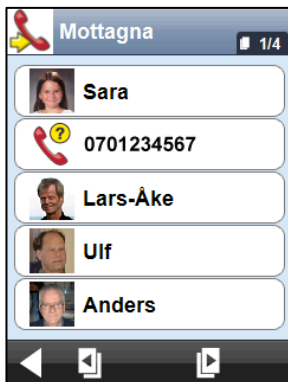 Mottagna
1/4
Sara
?
0701234567
Lars-Åke
Ulf
Anders